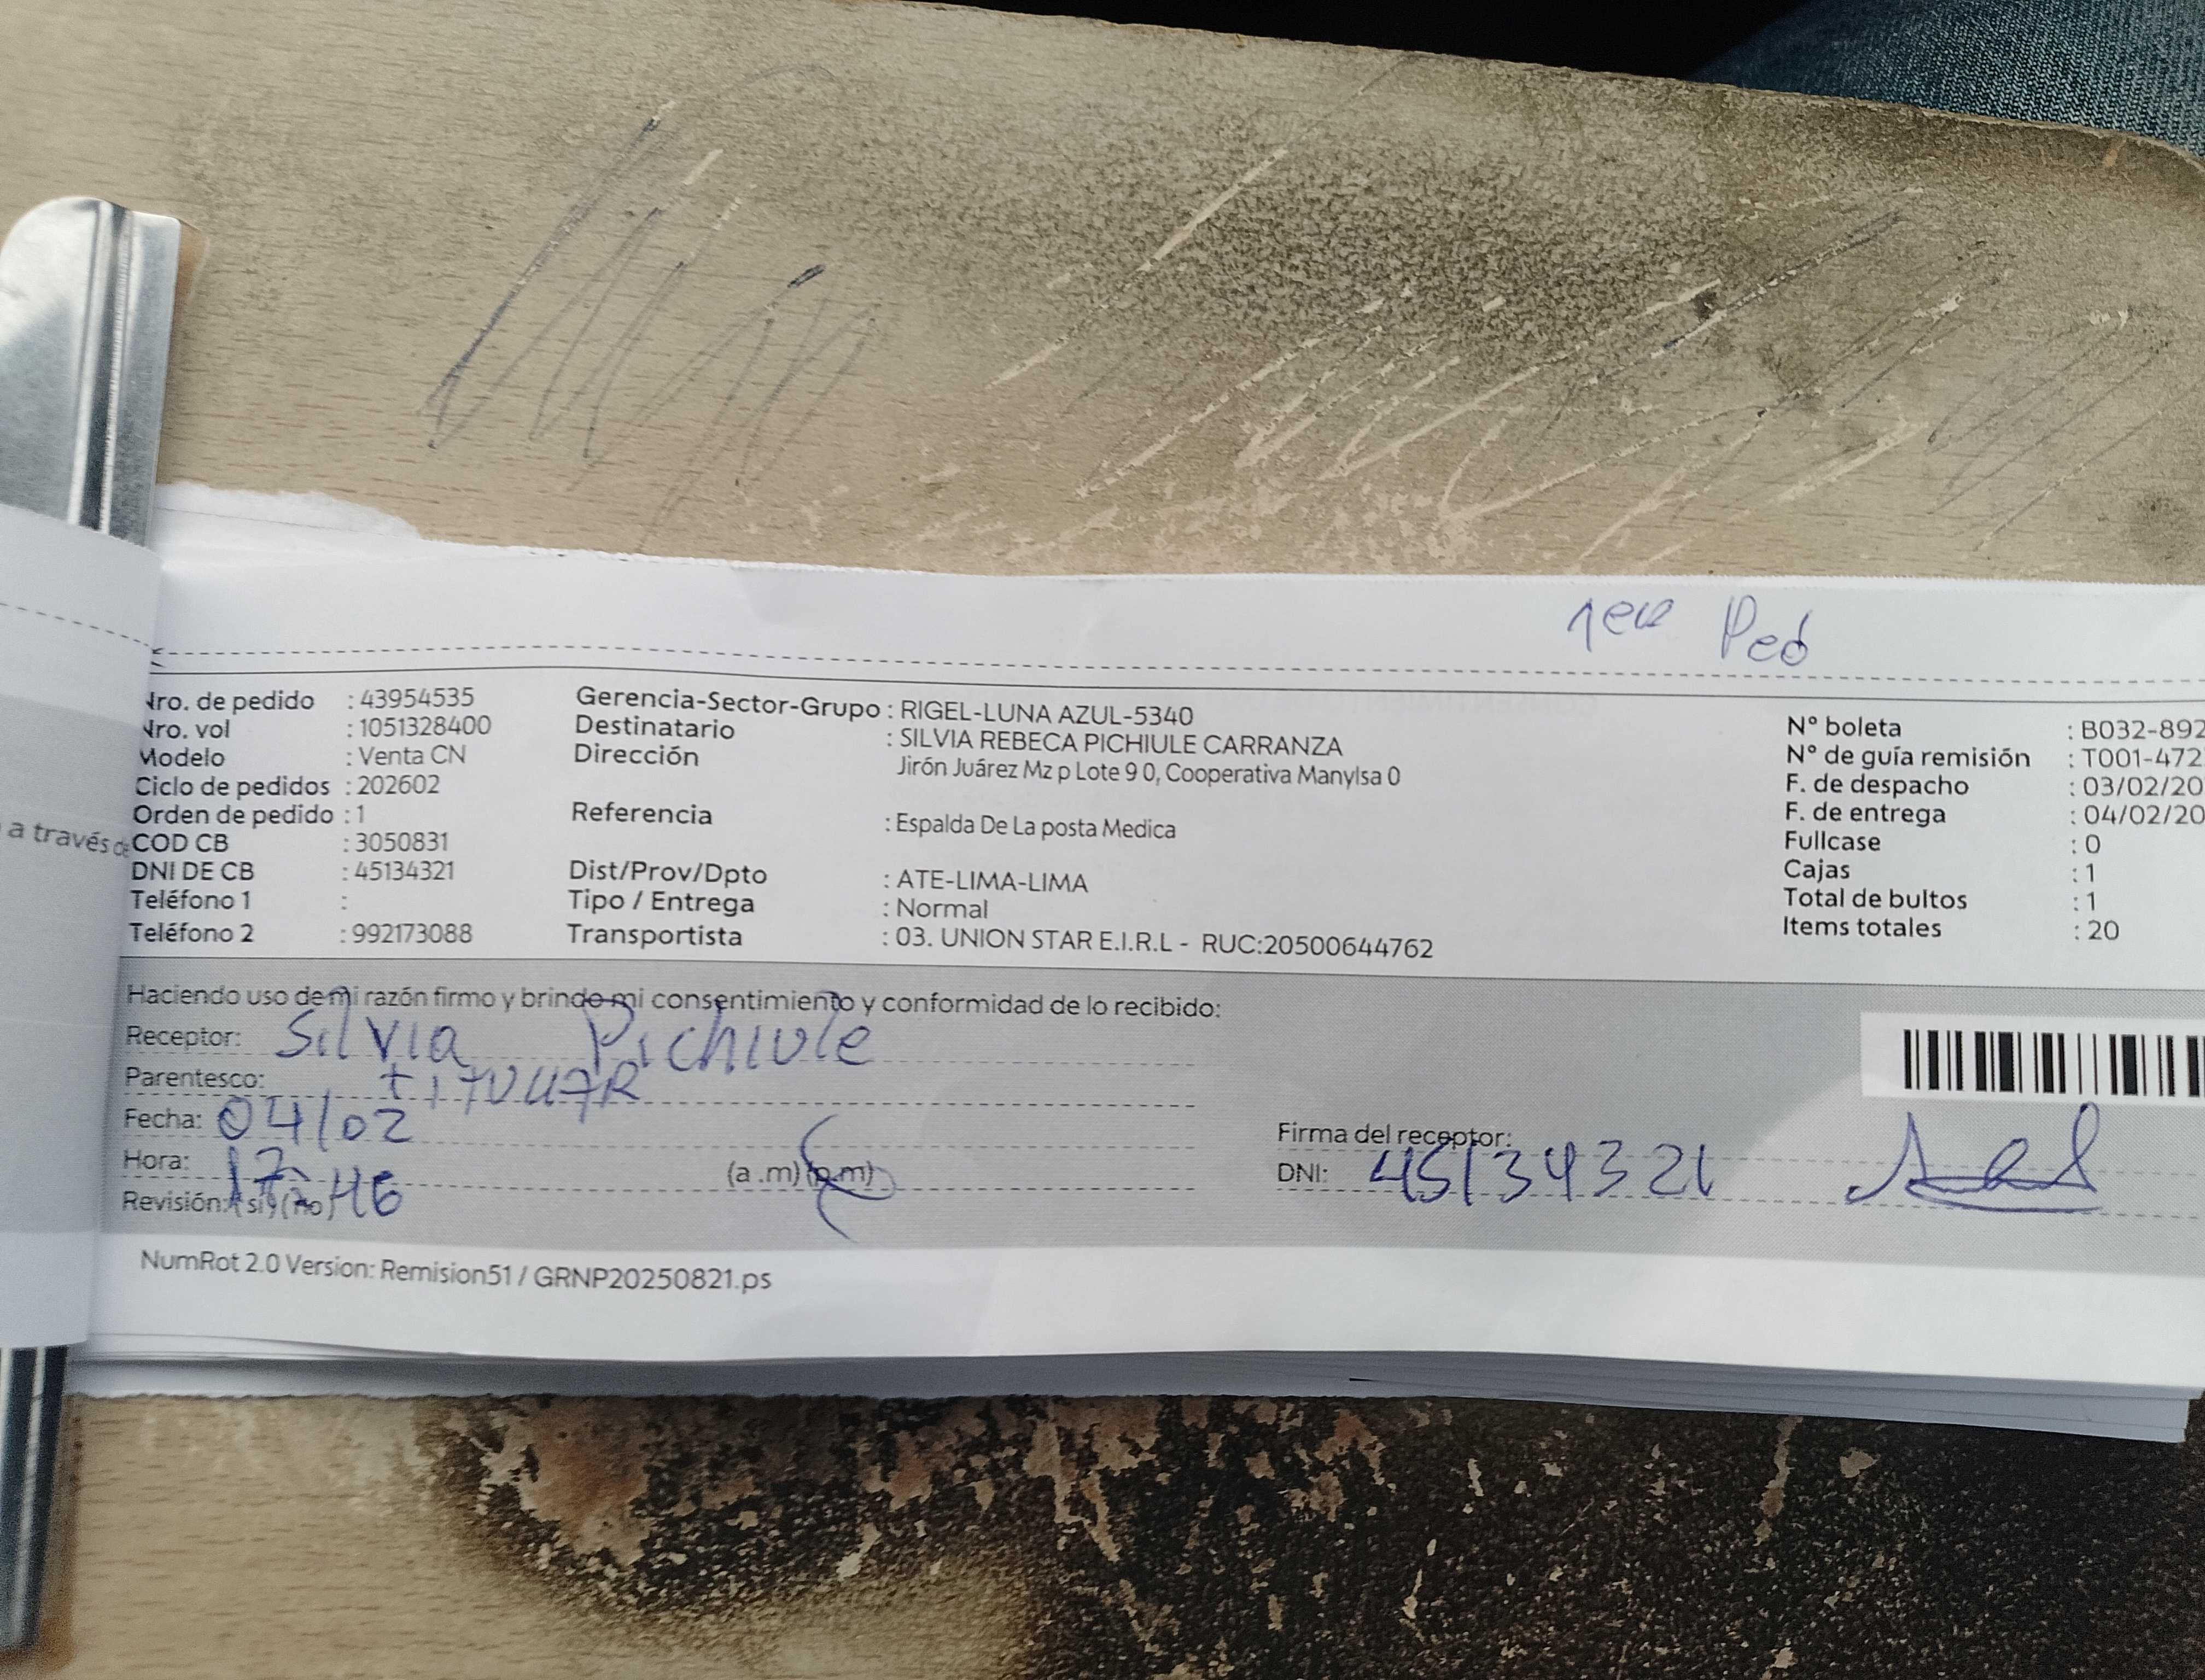 1er Ped
Nro. de pedido : 43954535
Nro. vol : 1051328400
Modelo : Venta CN
Ciclo de pedidos : 202602
Orden de pedido : 1
COD CB : 3050831
DNI DE CB : 45134321
Teléfono 1 :
Teléfono 2 : 992173088
Gerencia-Sector-Grupo : RIGEL-LUNA AZUL-5340
Destinatario : SILVIA REBECA PICHIULE CARRANZA
Dirección Jirón Juárez Mz p Lote 9 0, Cooperativa Manylsa 0
Referencia : Espalda De La posta Medica
Dist/Prov/Dpto : ATE-LIMA-LIMA
Tipo / Entrega : Normal
Transportista : 03. UNION STAR E.I.R.L - RUC:20500644762
N° boleta : B032-892
N° de guía remisión : T001-472
F. de despacho : 03/02/20
F. de entrega : 04/02/20
Fullcase : 0
Cajas : 1
Total de bultos : 1
Items totales : 20
a través de
Haciendo uso de mi razón firmo y brindo mi consentimiento y conformidad de lo recibido:
Receptor: Silvia Pichiule
Parentesco:
Fecha: 04/02
Hora: 17:46 (a .m) (p.m)
Revisión: (si) (no)
Firma del receptor:
DNI: 45134321
NumRot 2.0 Version: Remision51 / GRNP20250821.ps